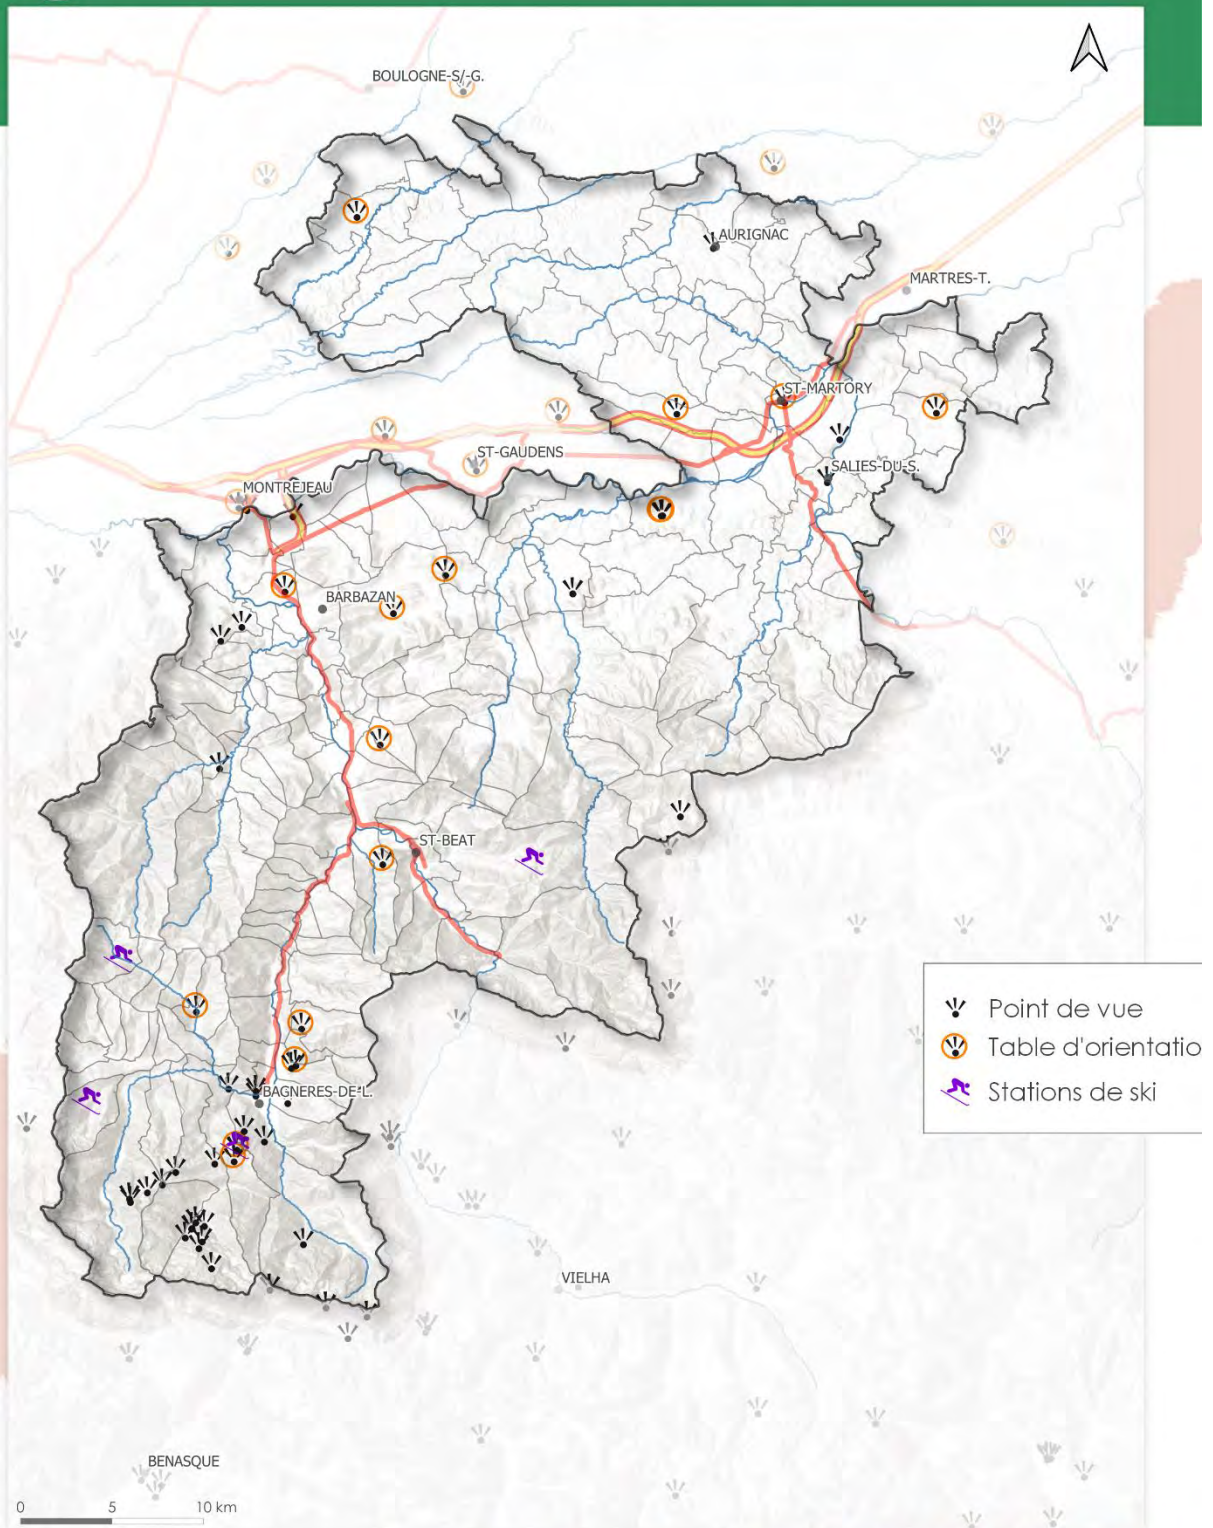 BOULOGNE-S/-G.
AURIGNAC
MARTRES-T.
ST-MARTORY
ST-GAUDENS
SALIES-DU-S.
MONTREJEAU
BARBAZAN
ST-BEAT
Point de vue
Table d'orientatio
Stations de ski
BAGNERES-DE-L.
VIELHA
BENASQUE
0 5 10 km